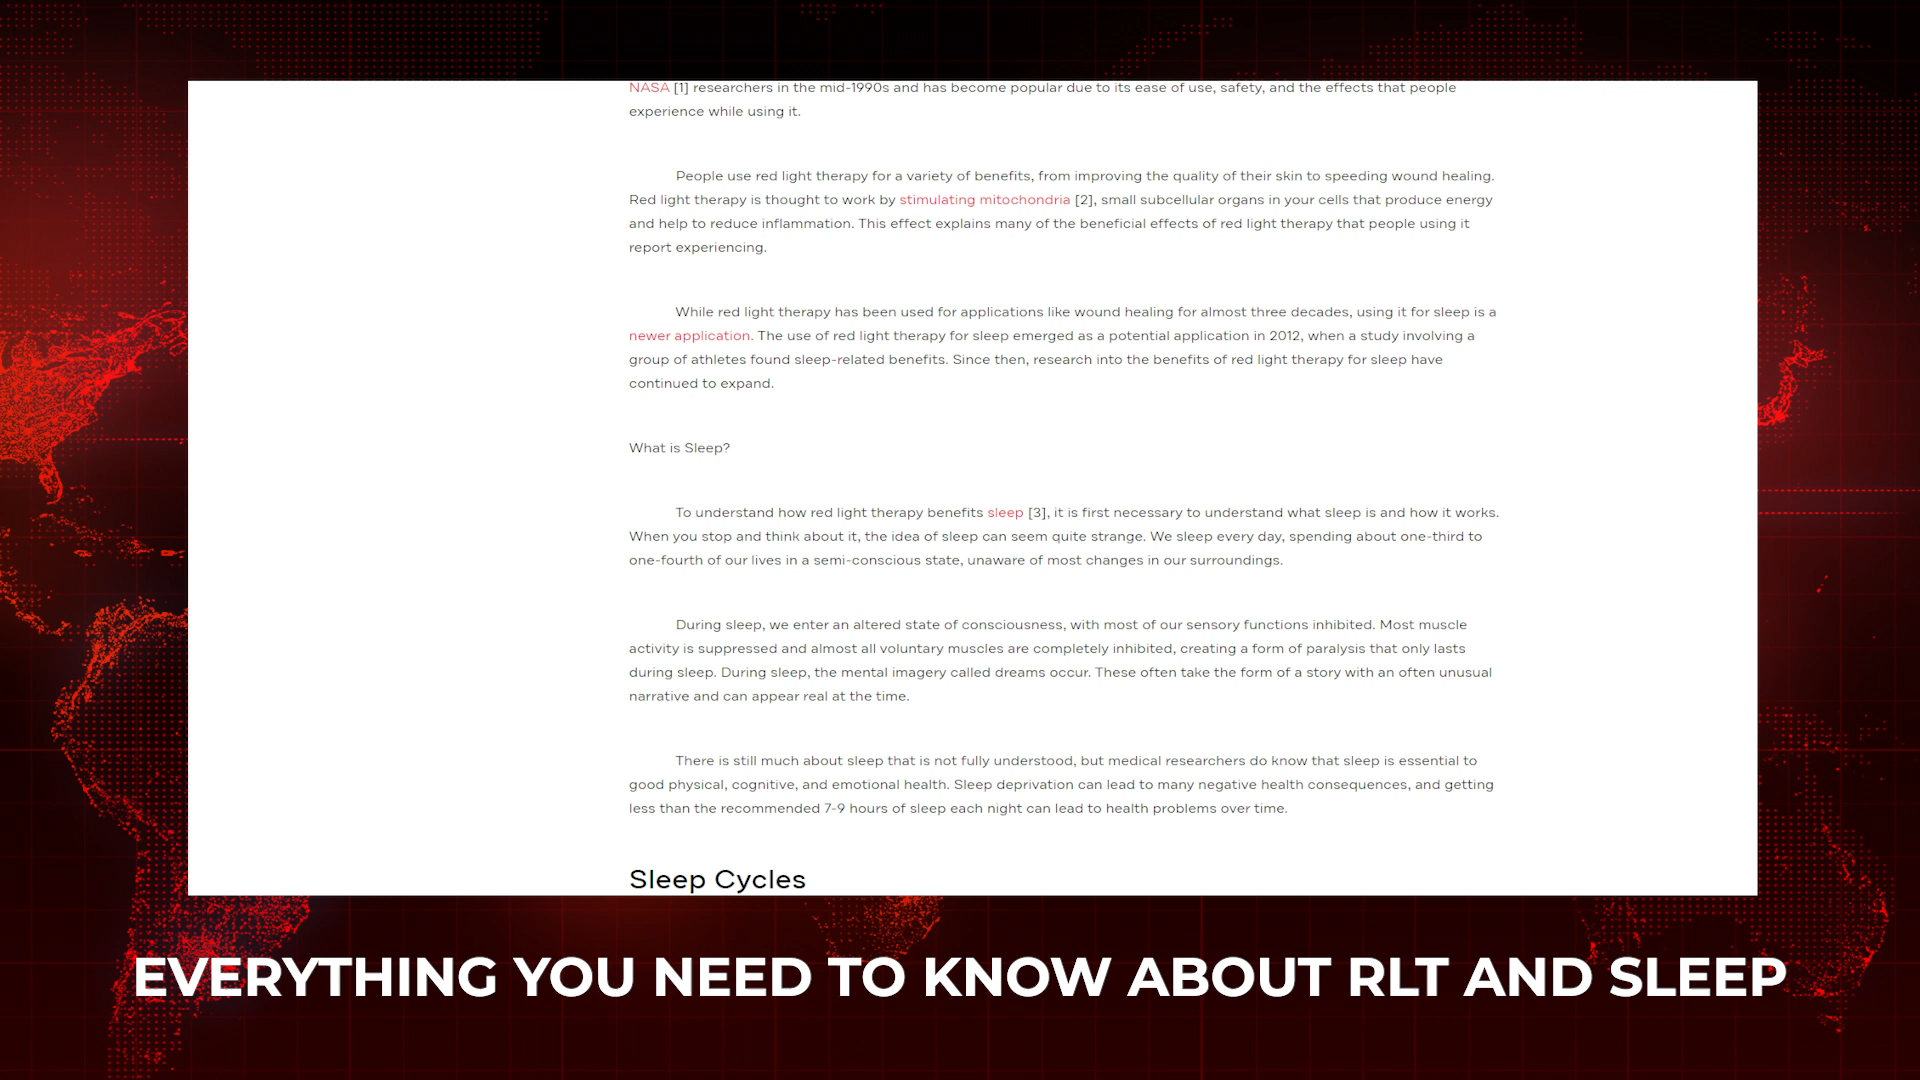 NASA [1] researchers in the mid-1990s and has become popular due to its ease of use, safety, and the effects that people
experience while using it.
People use red light therapy for a variety of benefits, from improving the quality of their skin to speeding wound healing.
Red light therapy is thought to work by stimulating mitochondria [2], small subcellular organs in your cells that produce energy
and help to reduce inflammation. This effect explains many of the beneficial effects of red light therapy that people using it
report experiencing.
While red light therapy has been used for applications like wound healing for almost three decades, using it for sleep is a
newer application. The use of red light therapy for sleep emerged as a potential application in 2012, when a study involving a
group of athletes found sleep-related benefits. Since then, research into the benefits of red light therapy for sleep have
continued to expand.
What is Sleep?
To understand how red light therapy benefits sleep [3], it is first necessary to understand what sleep is and how it works.
When you stop and think about it, the idea of sleep can seem quite strange. We sleep every day, spending about one-third to
one-fourth of our lives in a semi-conscious state, unaware of most changes in our surroundings.
During sleep, we enter an altered state of consciousness, with most of our sensory functions inhibited. Most muscle
activity is suppressed and almost all voluntary muscles are completely inhibited, creating a form of paralysis that only lasts
during sleep. During sleep, the mental imagery called dreams occur. These often take the form of a story with an often unusual
narrative and can appear real at the time.
There is still much about sleep that is not fully understood, but medical researchers do know that sleep is essential to
good physical, cognitive, and emotional health. Sleep deprivation can lead to many negative health consequences, and getting
less than the recommended 7-9 hours of sleep each night can lead to health problems over time.
Sleep Cycles
EVERYTHING YOU NEED TO KNOW ABOUT RLT AND SLEEP